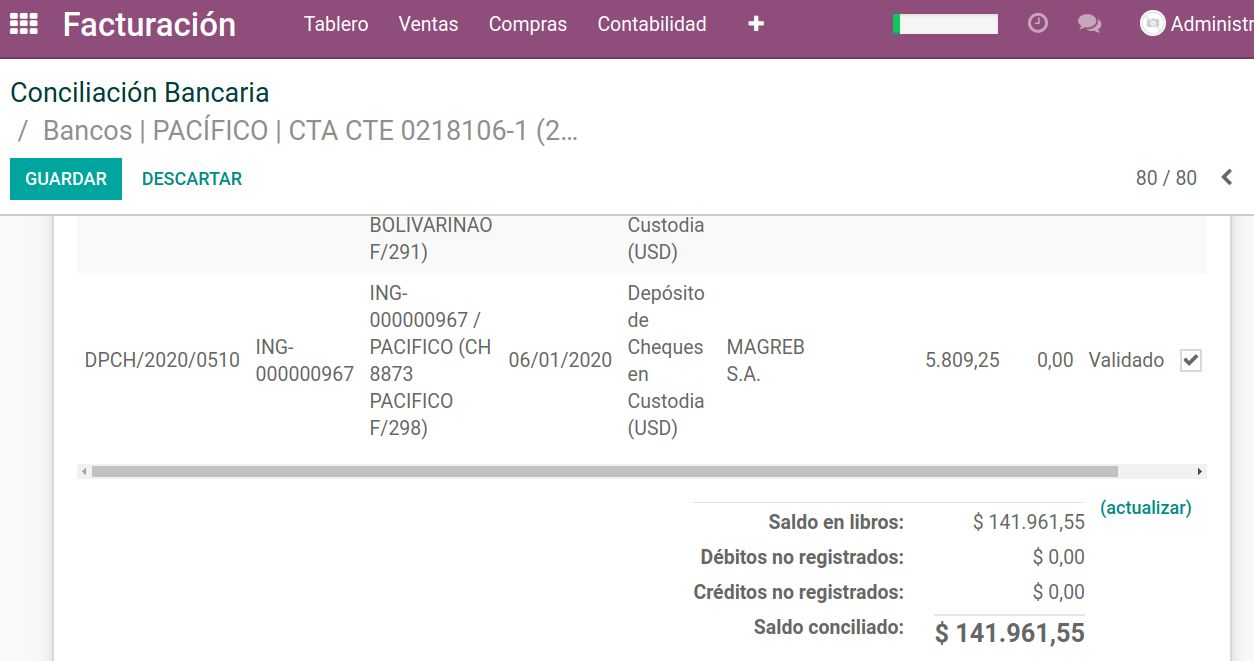 Facturación Tablero Ventas Compras Contabilidad + Administr
Conciliación Bancaria
/ Bancos | PACÍFICO | CTA CTE 0218106-1 (2...
GUARDAR DESCARTAR 80 / 80
BOLIVARINAO
F/291)
Custodia
(USD)
DPCH/2020/0510
ING-
000000967
ING-
000000967 /
PACIFICO (CH
8873
PACIFICO
F/298)
06/01/2020
Depósito
de
Cheques
en
Custodia
(USD)
MAGREB
S.A.
5.809,25 0,00 Validado
(actualizar)
Saldo en libros: $ 141.961,55
Débitos no registrados: $ 0,00
Créditos no registrados: $ 0,00
Saldo conciliado: $ 141.961,55